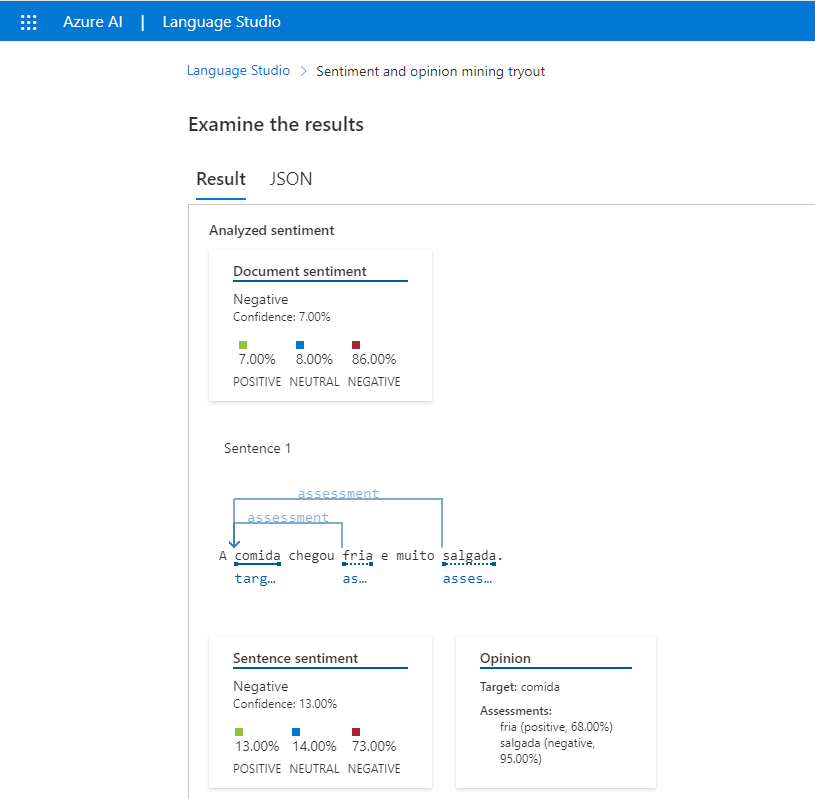 Azure AI | Language Studio
Language Studio > Sentiment and opinion mining tryout
Examine the results
Result JSON
Analyzed sentiment
Document sentiment
Negative
Confidence: 7.00%
7.00% 8.00% 86.00%
POSITIVE NEUTRAL NEGATIVE
Sentence 1
assessment
assessment
A comida chegou fria e muito salgada.
targ… as… asses…
Sentence sentiment
Negative
Confidence: 13.00%
13.00% 14.00% 73.00%
POSITIVE NEUTRAL NEGATIVE
Opinion
Target: comida
Assessments:
fria (positive, 68.00%)
salgada (negative,
95.00%)